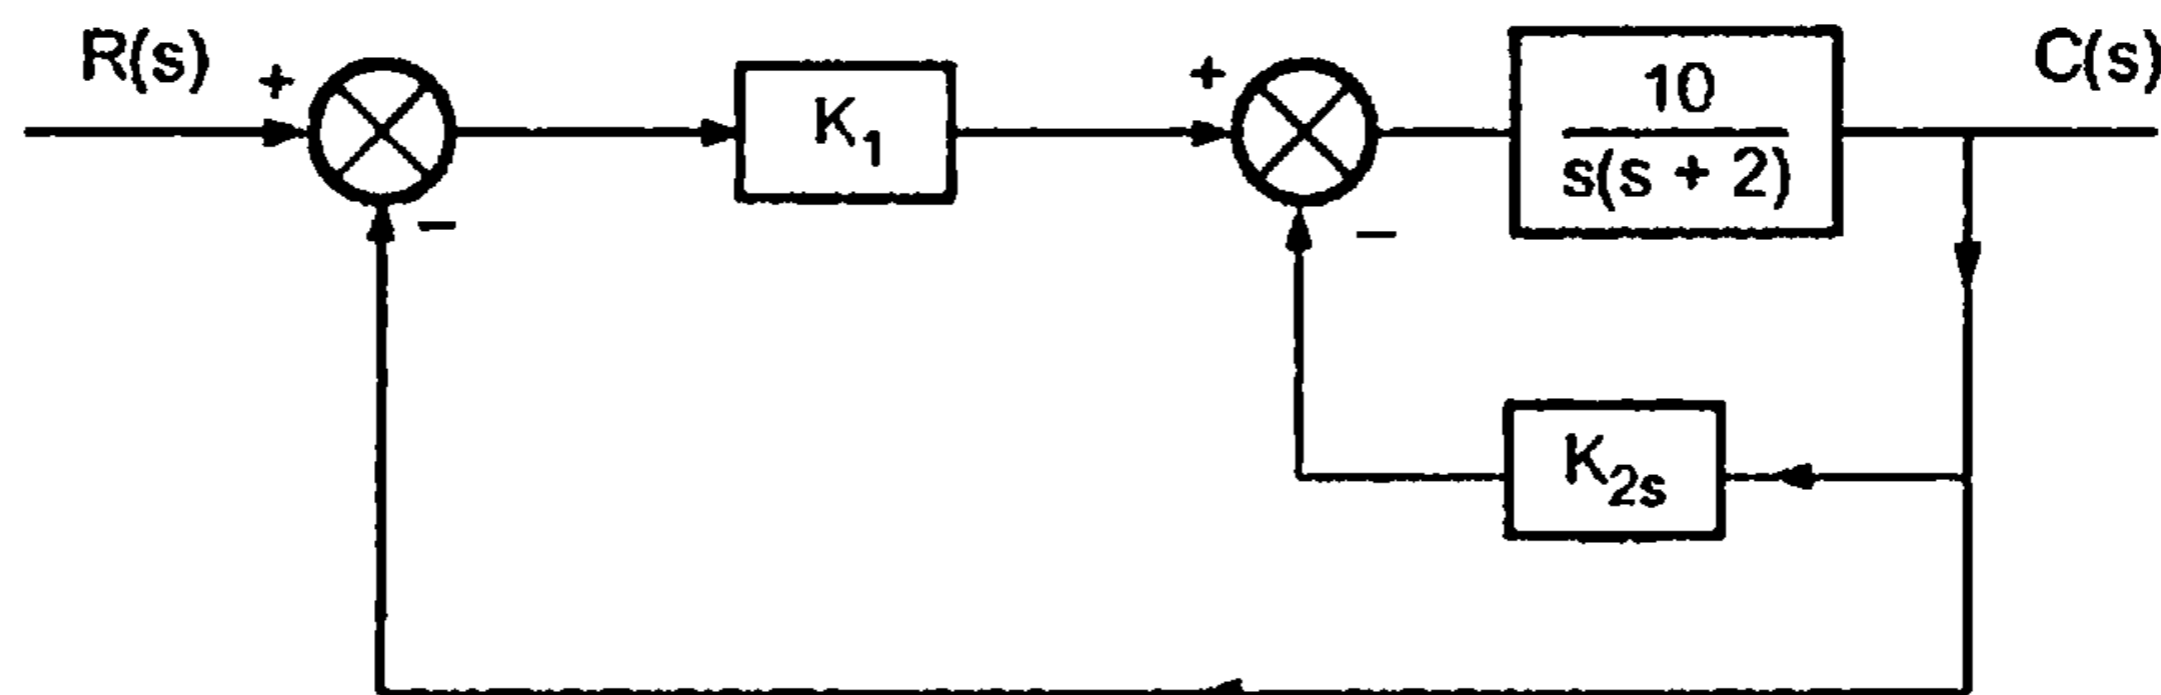 R(s)
+
−
K₁
+
−
10
s(s + 2)
C(s)
K₂ₛ